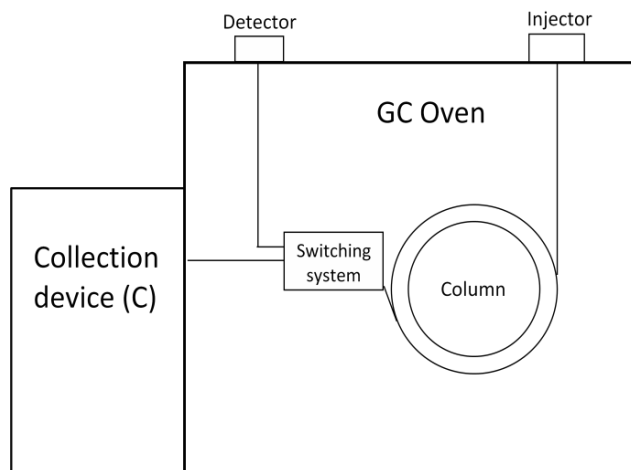 Detector
Injector
GC Oven
Switching
system
Collection
device (C)
Column